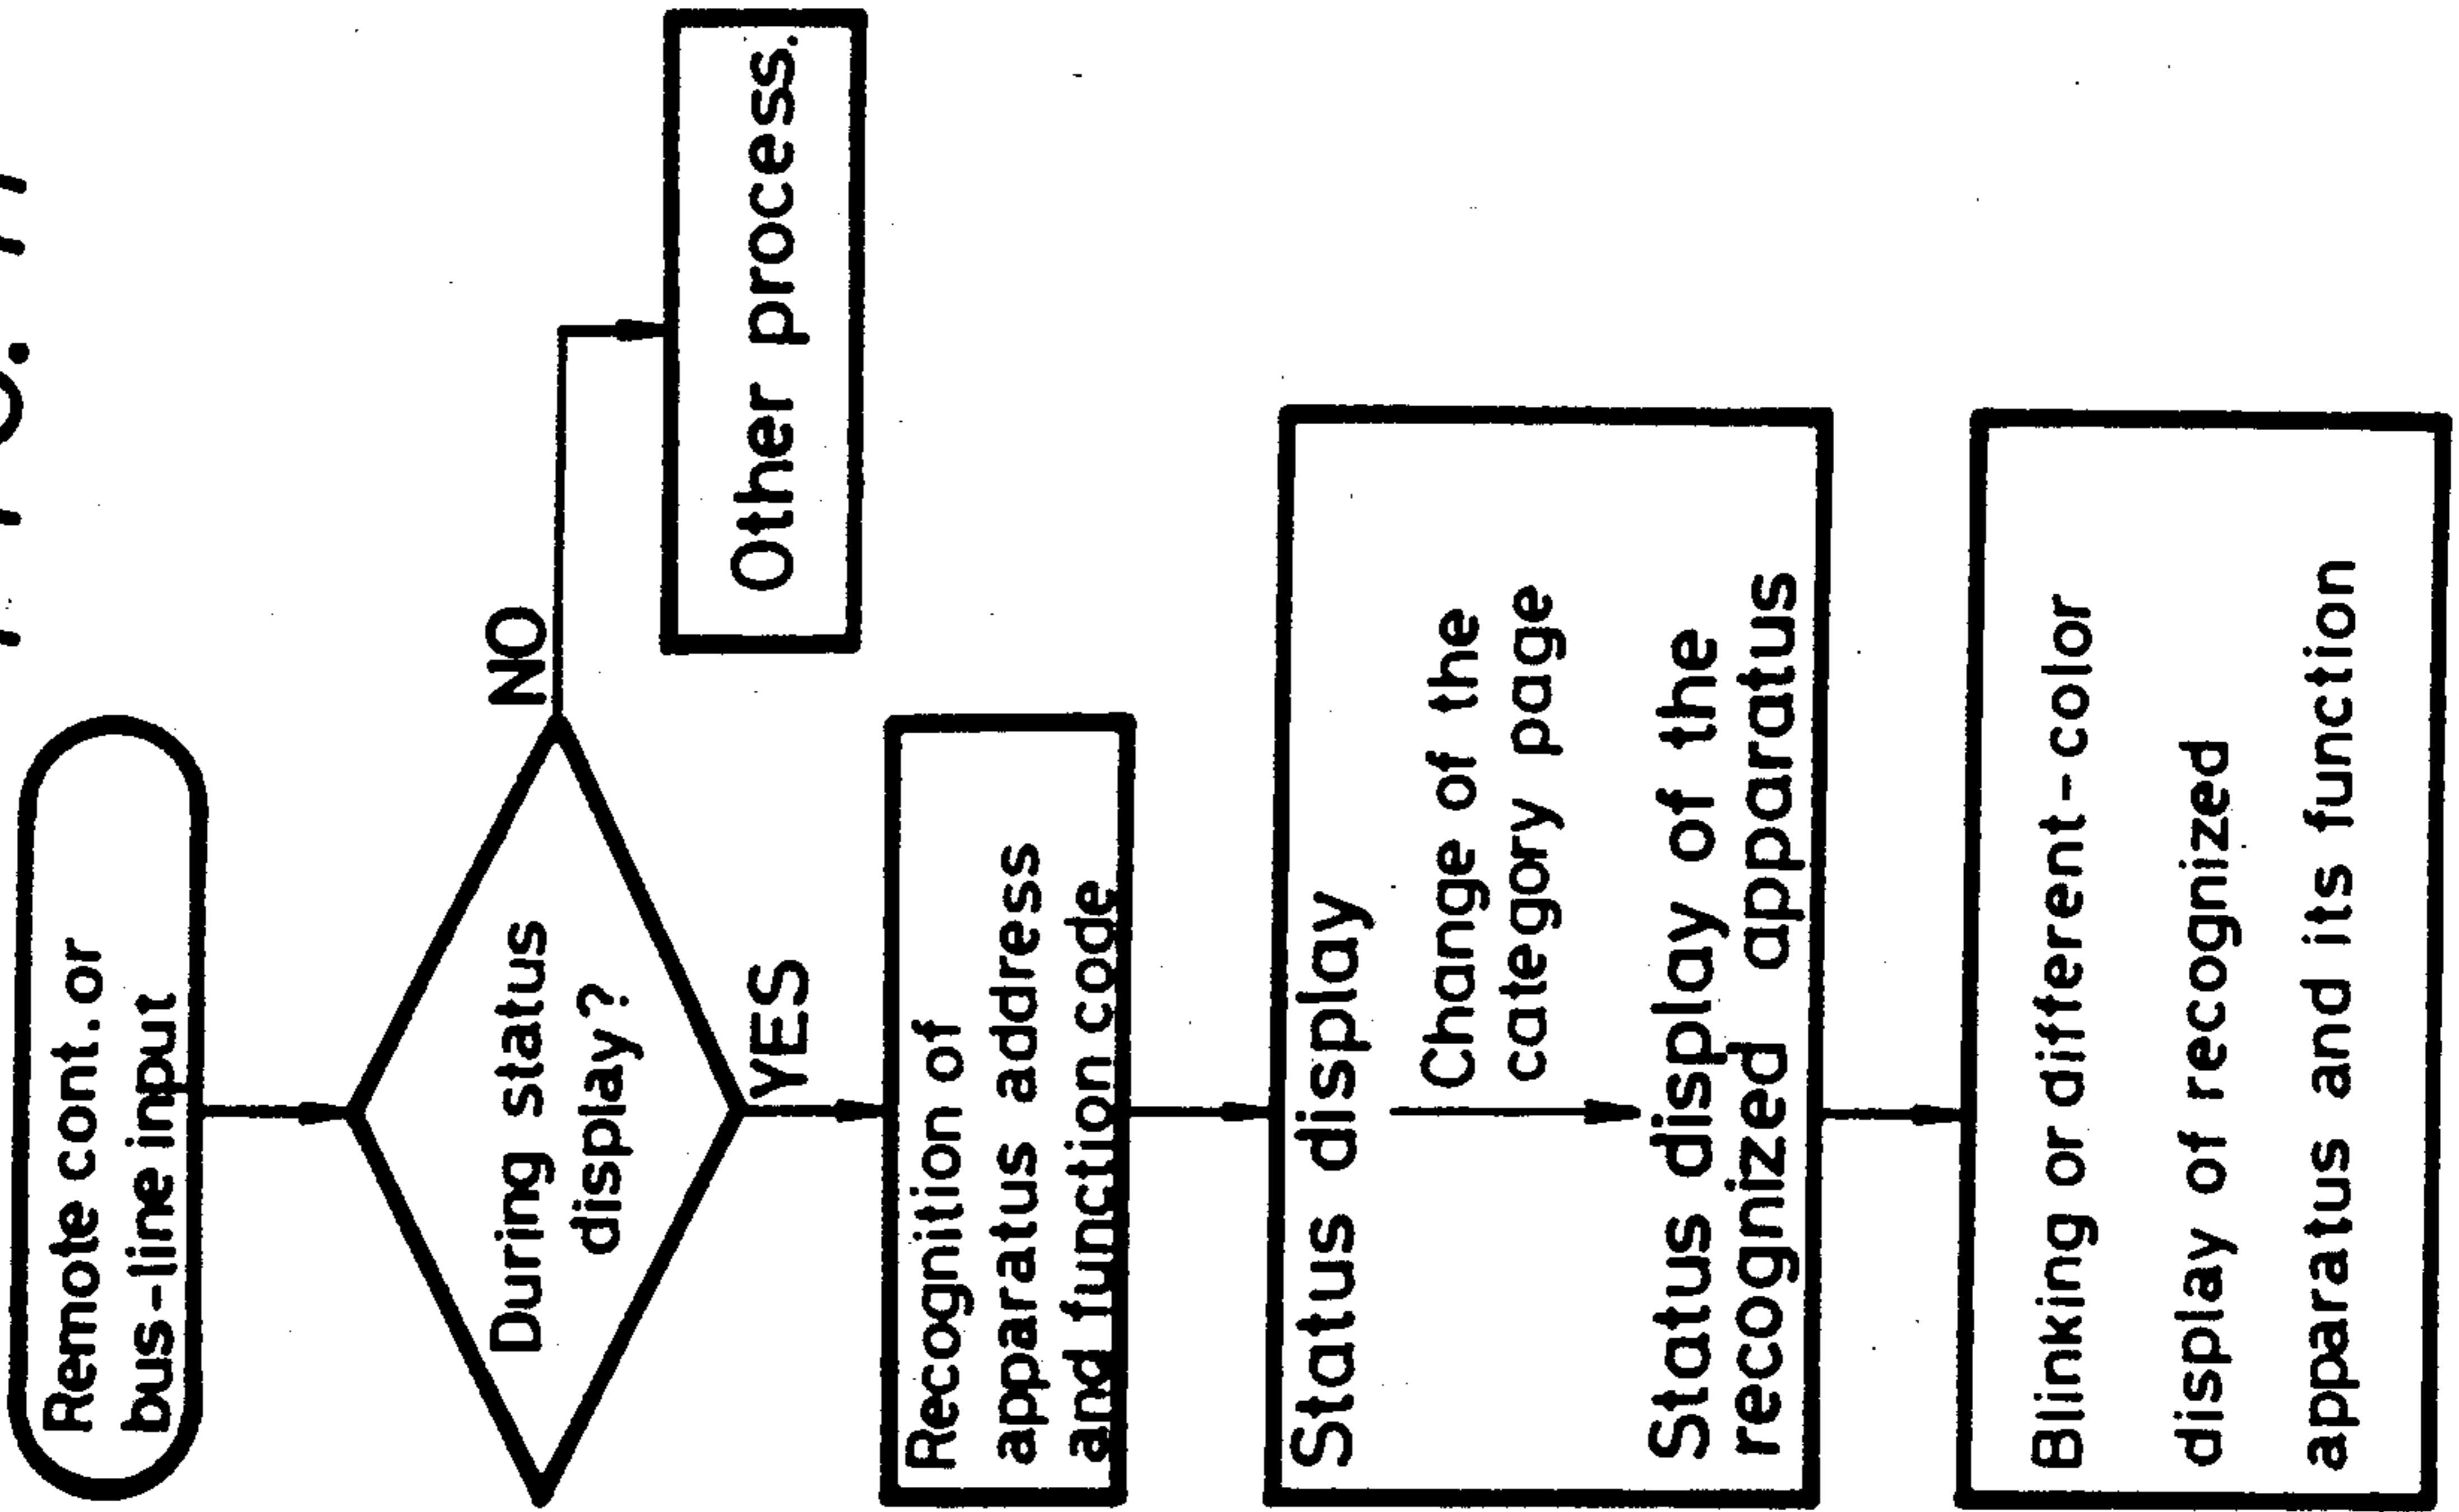 Remote cont. or
bus-line input
During status
display?
NO
YES
Other process.
Recognition of
apparatus address
and function code
Status display
Change of the
category page
Status display of the
recognized apparatus
Blinking or different-color
display of recognized
apparatus and its function